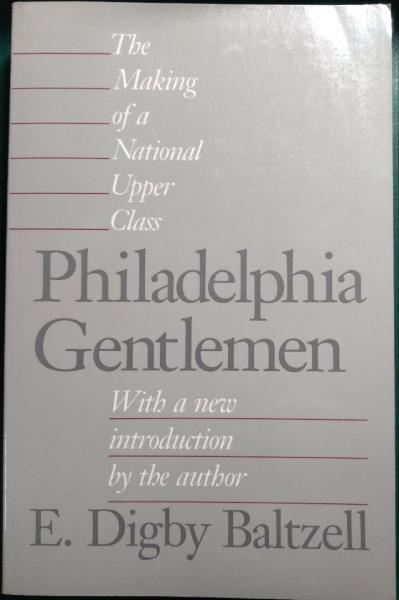 The
Making
of a
National
Upper
Class
Philadelphia
Gentlemen
With a new
introduction
by the author
E. Digby Baltzell